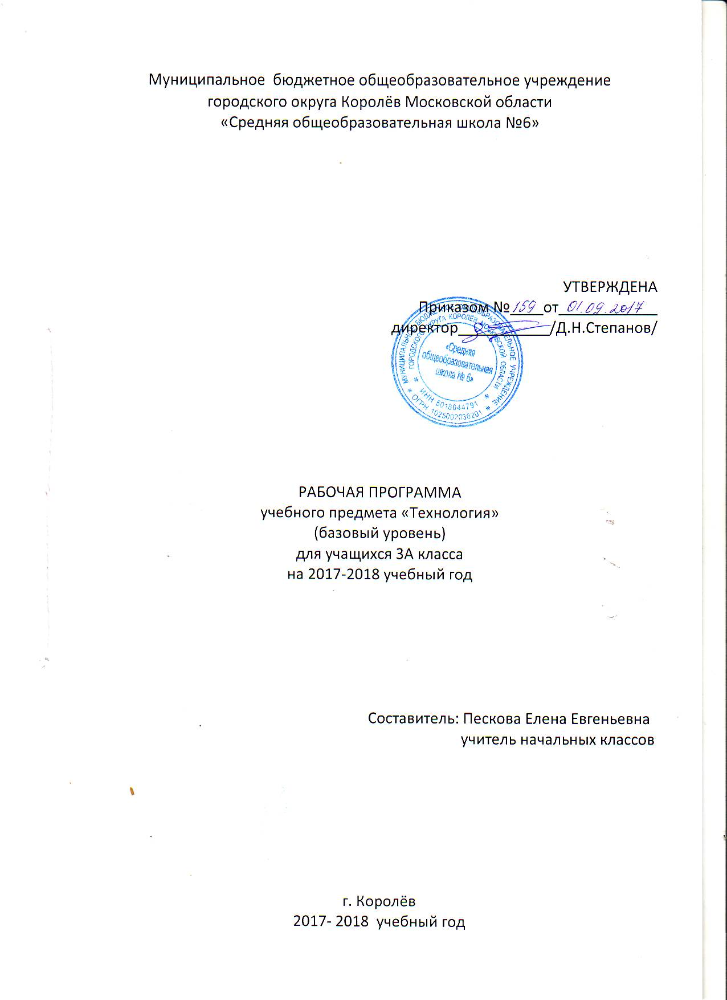 Муниципальное бюджетное общеобразовательное учреждение
городского округа Королёв Московской области
«Средняя общеобразовательная школа №6»
УТВЕРЖДЕНА
Приказом №159 от 01.09.2017
директор /Д.Н.Степанов/
МУНИЦИПАЛЬНОЕ БЮДЖЕТНОЕ ОБЩЕОБРАЗОВАТЕЛЬНОЕ УЧРЕЖДЕНИЕ
ГОРОДСКОГО ОКРУГА КОРОЛЁВ МОСКОВСКОЙ ОБЛАСТИ
«Средняя
общеобразовательная
школа № 6»
ИНН 5018044791
ОГРН 1025002036201
РАБОЧАЯ ПРОГРАММА
учебного предмета «Технология»
(базовый уровень)
для учащихся 3А класса
на 2017-2018 учебный год
Составитель: Пескова Елена Евгеньевна
учитель начальных классов
г. Королёв
2017- 2018 учебный год